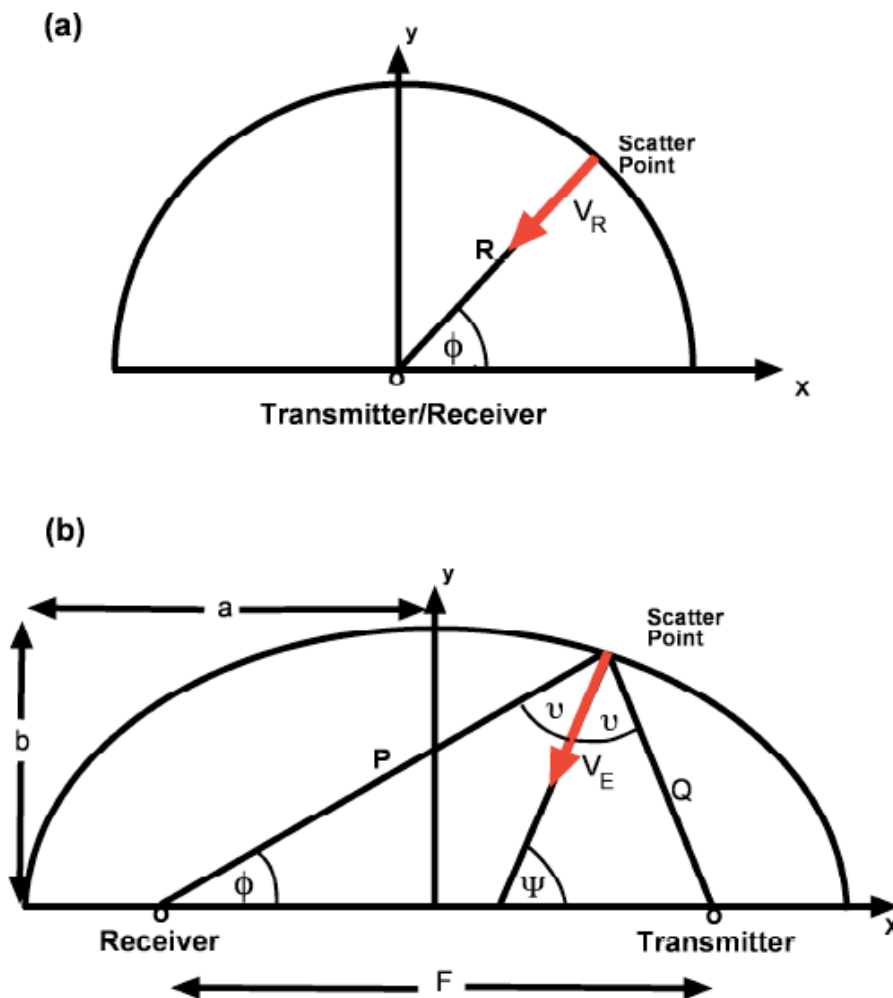 (a)
y
Scatter
Point
V_R
R
ϕ
x
o
Transmitter/Receiver
(b)
y
a
Scatter
Point
b
υ
υ
P
V_E
Q
ϕ
Ψ
x
o
o
Receiver
Transmitter
F